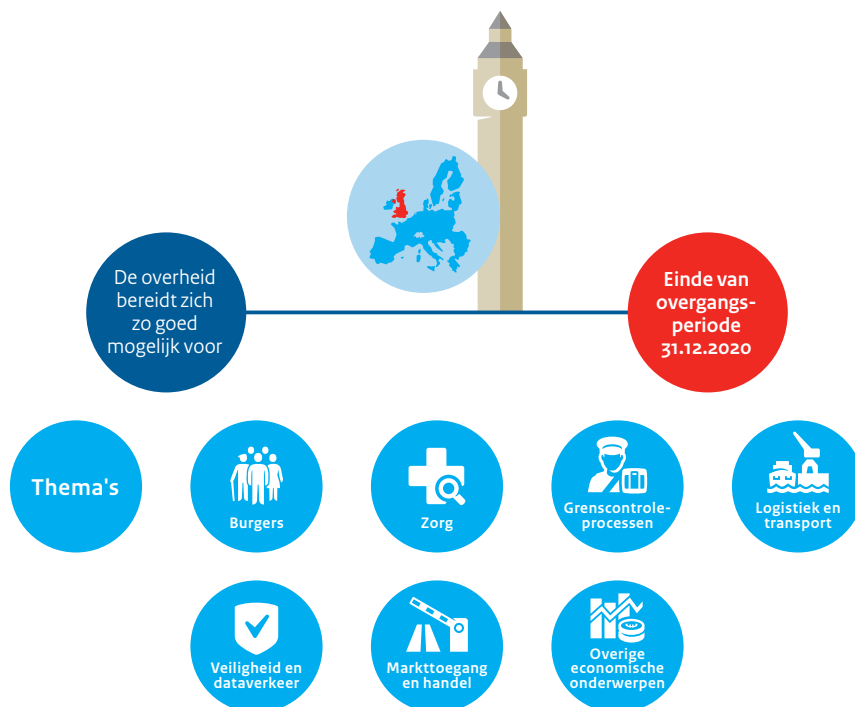 De overheid
bereidt zich
zo goed
mogelijk voor
Einde van
overgangs-
periode
31.12.2020
Thema's
Burgers
Zorg
Grenscontrole-
processen
Logistiek en
transport
Veiligheid en
dataverkeer
Markttoegang
en handel
Overige
economische
onderwerpen